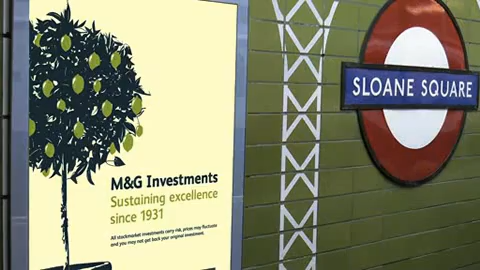 M&G Investments
Sustaining excellence
since 1931
All stockmarket investments carry risk, prices may fluctuate
and you may not get back your original investment.
SLOANE SQUARE